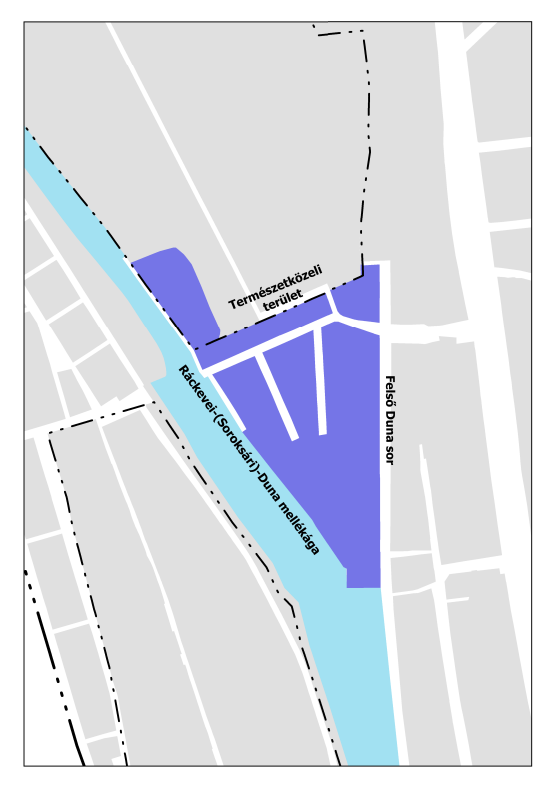 Természetközeli
terület
Ráckevei-(Soroksári)-Duna mellékága
Felső Duna sor